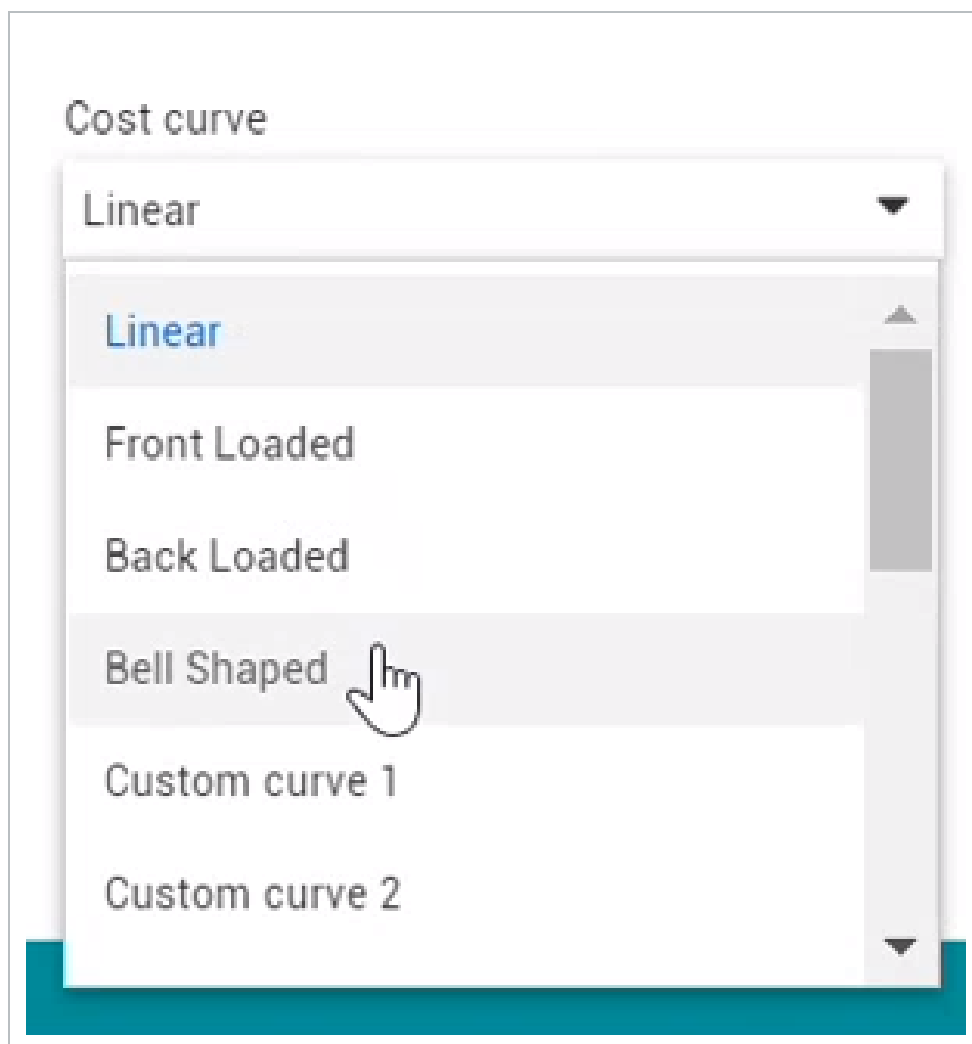 Cost curve
Linear
Linear
Front Loaded
Back Loaded
Bell Shaped
Custom curve 1
Custom curve 2